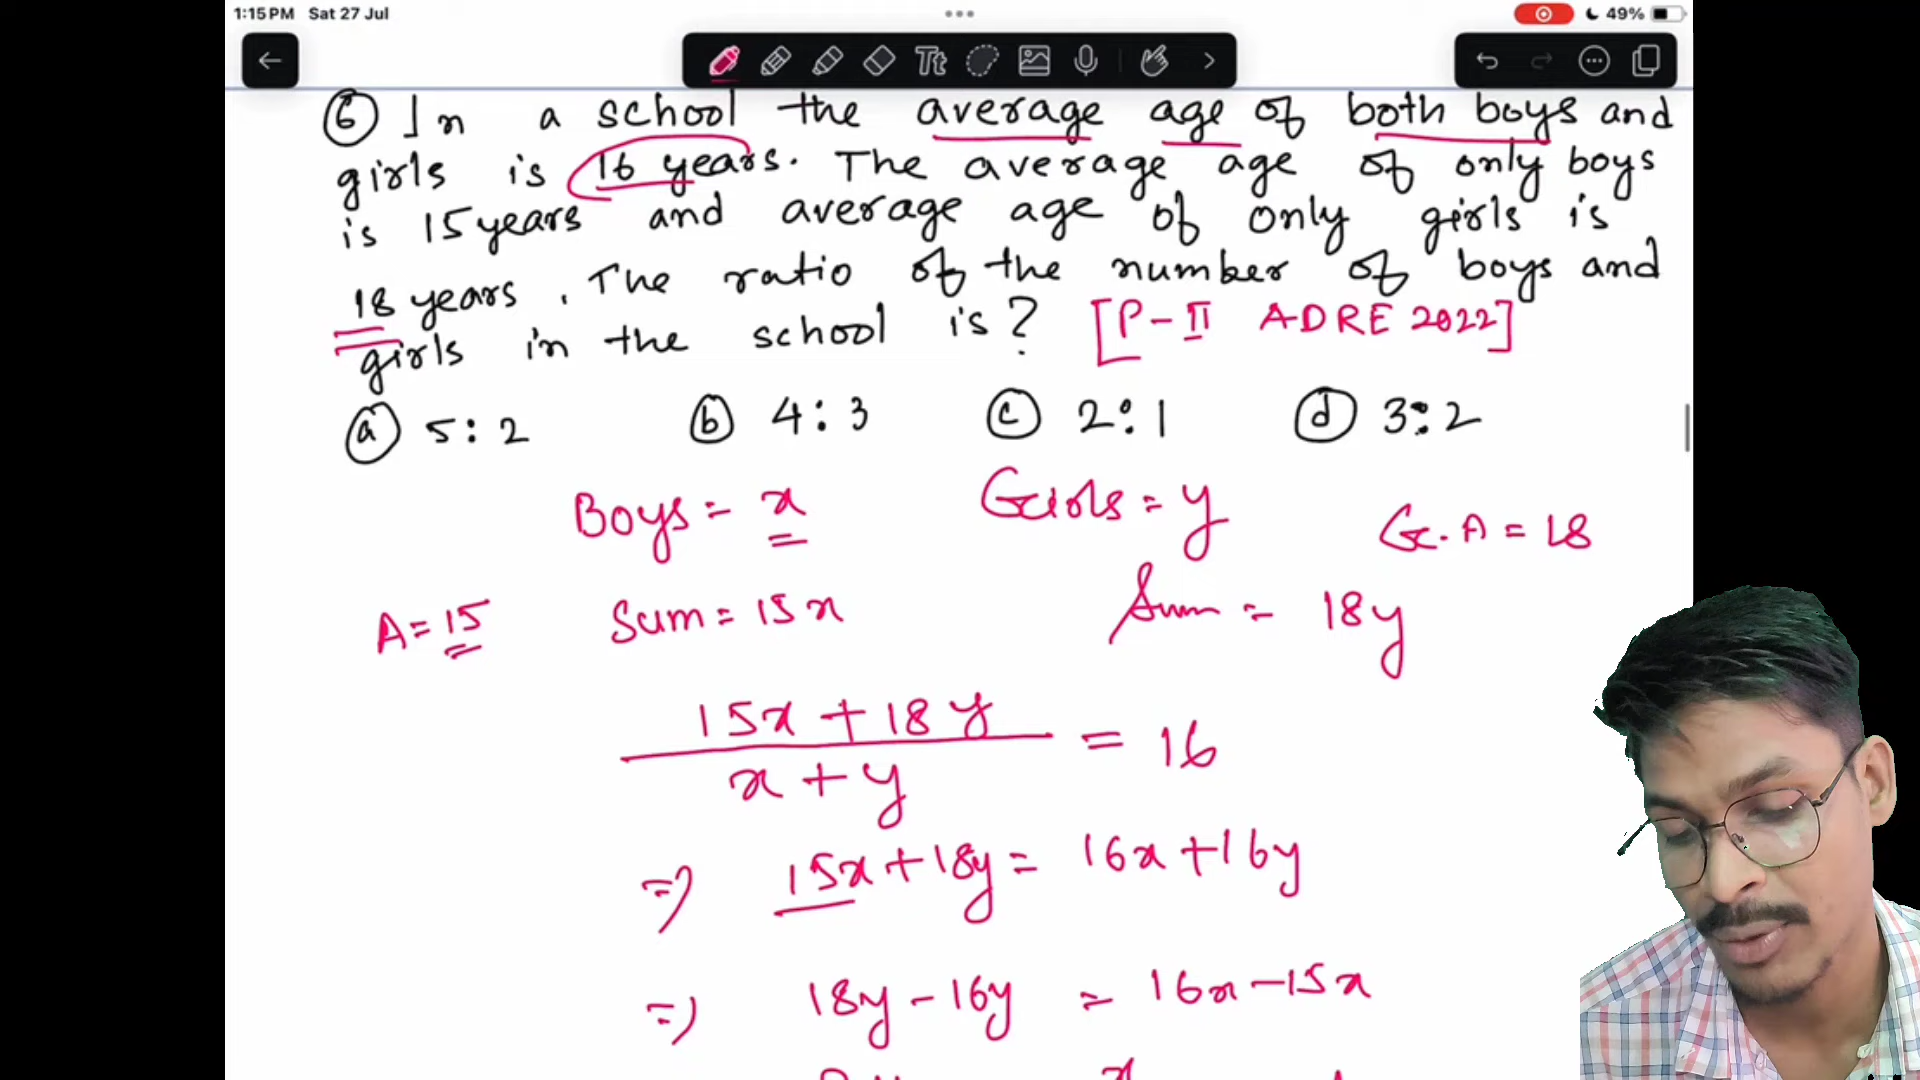 1:15 PM Sat 27 Jul
49%
Tt
6 In a school the average age of both boys and
girls is 16 years. The average age of only boys
is 15 years and average age of only girls is
18 years. The ratio of the number of boys and
girls in the school is? [P-II ADRE 2022]
a 5:2 b 4:3 c 2:1 d 3:2
Boys = x Girls = y
G.A = 18
A = 15 Sum = 15x Sum = 18y
15x + 18y
= 16
x + y
=> 15x + 18y = 16x + 16y
=> 18y - 16y = 16x - 15x